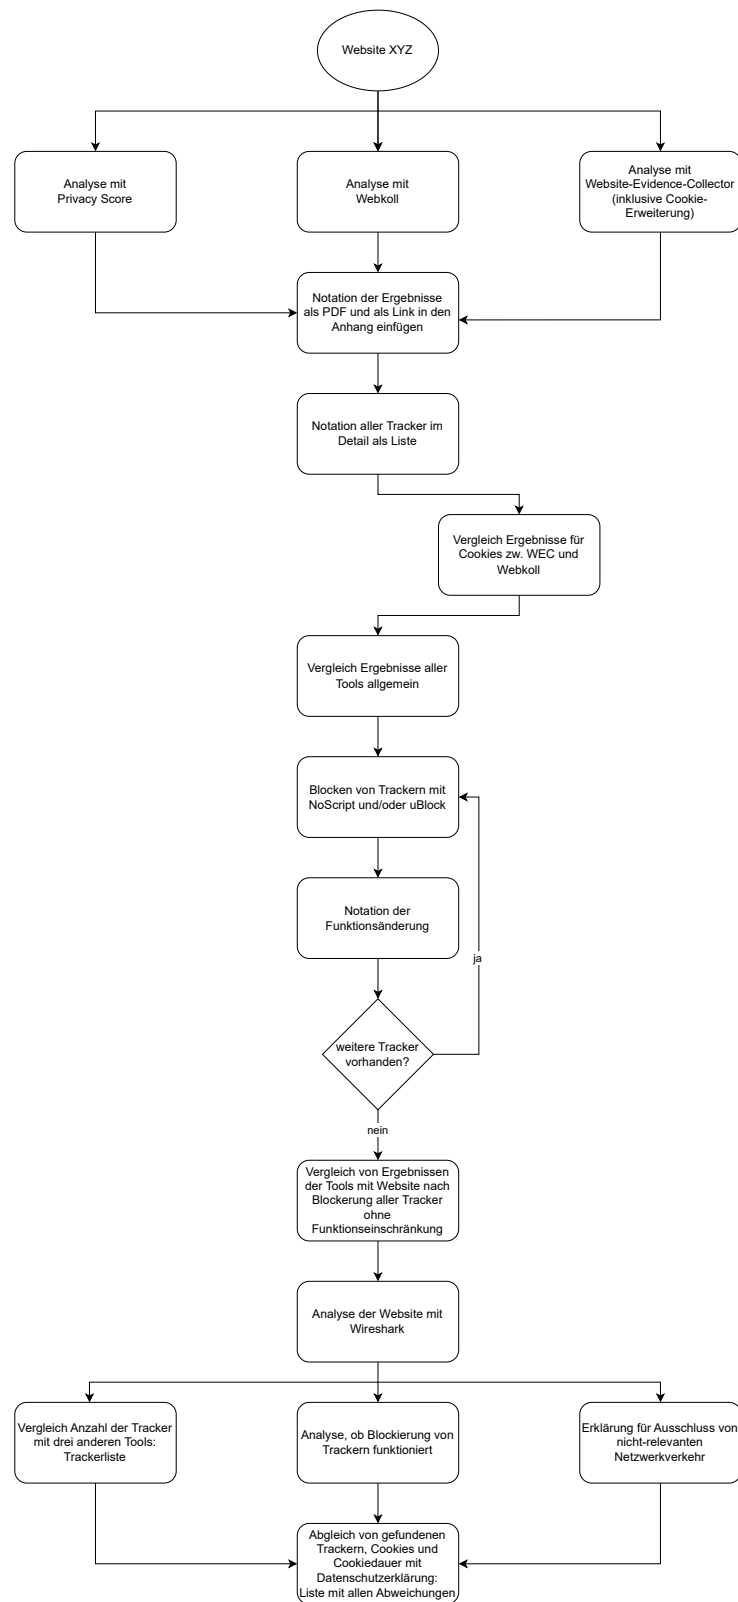 Website XYZ
Analyse mit
Privacy Score
Analyse mit
Webkoll
Analyse mit
Website-Evidence-Collector
(inklusive Cookie-
Erweiterung)
Notation der Ergebnisse
als PDF und als Link in den
Anhang einfügen
Notation aller Tracker im
Detail als Liste
Vergleich Ergebnisse für
Cookies zw. WEC und
Webkoll
Vergleich Ergebnisse aller
Tools allgemein
Blocken von Trackern mit
NoScript und/oder uBlock
Notation der
Funktionsänderung
ja
weitere Tracker
vorhanden?
nein
Vergleich von Ergebnissen
der Tools mit Website nach
Blockerung aller Tracker
ohne
Funktionseinschränkung
Analyse der Website mit
Wireshark
Vergleich Anzahl der Tracker
mit drei anderen Tools:
Trackerliste
Analyse, ob Blockierung von
Trackern funktioniert
Erklärung für Ausschluss von
nicht-relevanten
Netzwerkverkehr
Abgleich von gefundenen
Trackern, Cookies und
Cookiedauer mit
Datenschutzerklärung:
Liste mit allen Abweichungen